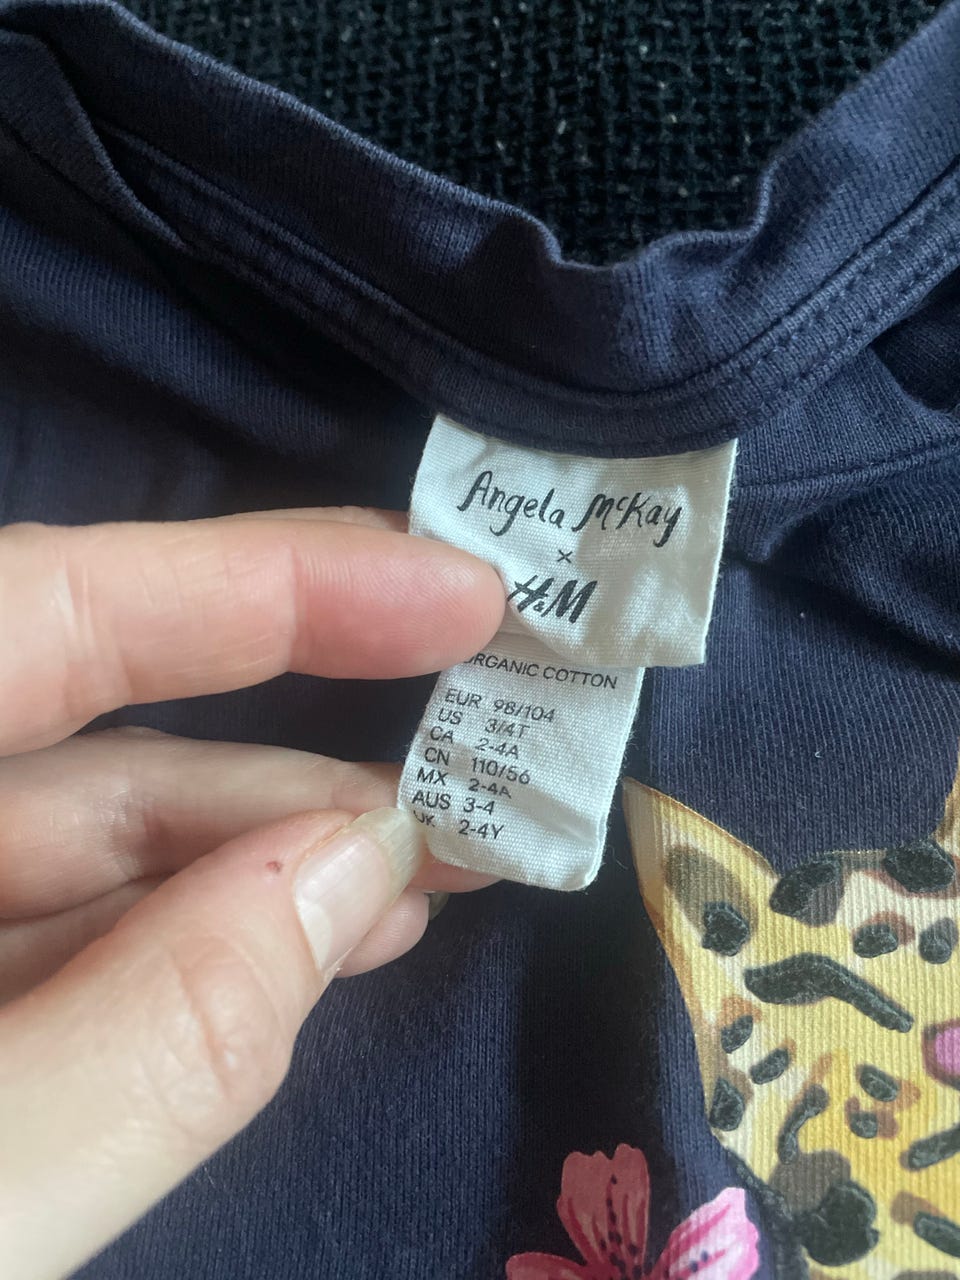 Angela McKay
×
H&M
ORGANIC COTTON
EUR 98/104
US 3/4T
CA 2-4A
CN 110/56
MX 2-4A
AUS 3-4
UK 2-4Y